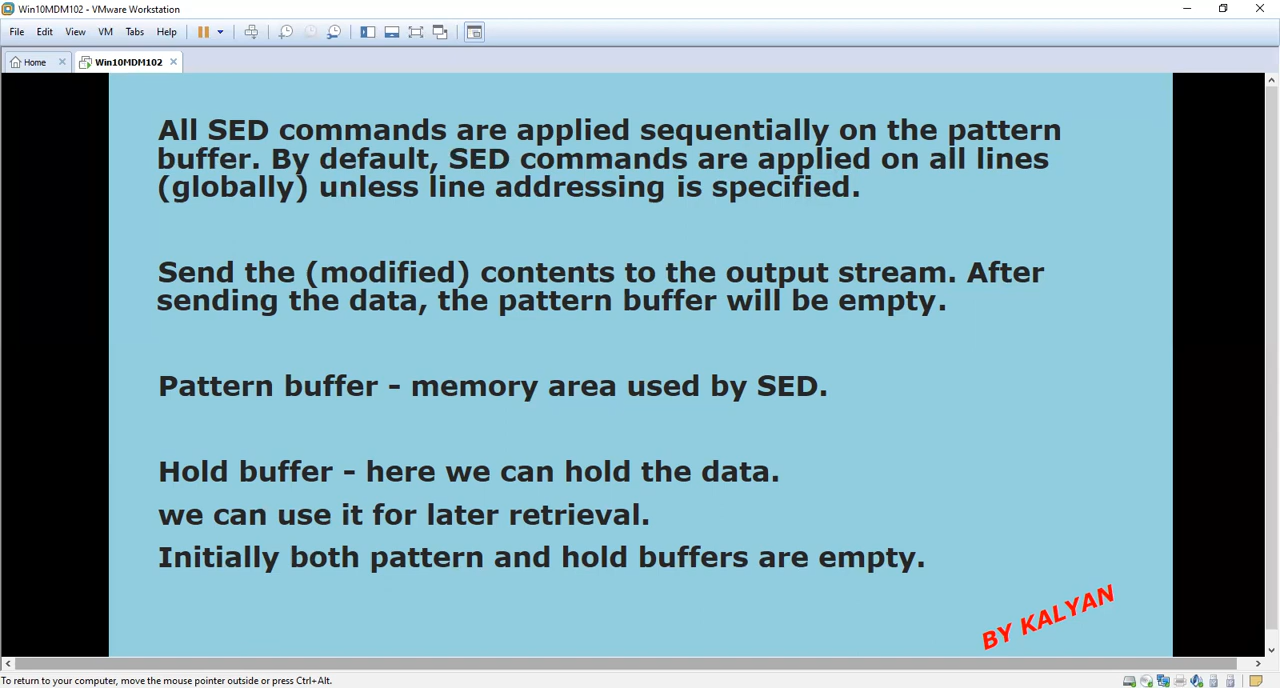 Win10MDM102 - VMware Workstation
File Edit View VM Tabs Help
Home Win10MDM102
All SED commands are applied sequentially on the pattern
buffer. By default, SED commands are applied on all lines
(globally) unless line addressing is specified.
Send the (modified) contents to the output stream. After
sending the data, the pattern buffer will be empty.
Pattern buffer - memory area used by SED.
Hold buffer - here we can hold the data.
we can use it for later retrieval.
Initially both pattern and hold buffers are empty.
BY KALYAN
To return to your computer, move the mouse pointer outside or press Ctrl+Alt.